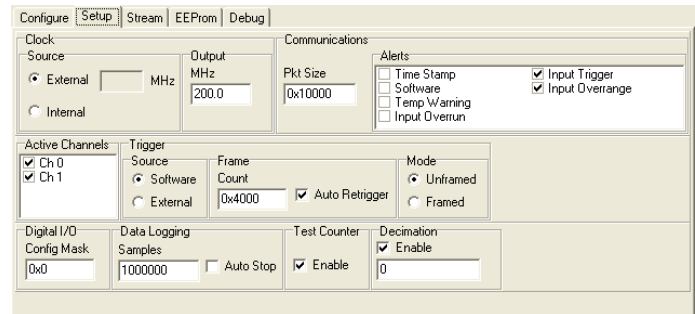 Configure Setup Stream EEProm Debug
Clock
Source
External MHz
Internal
Output
MHz
200.0
Communications
Pkt Size
0x10000
Alerts
Time Stamp
Software
Temp Warning
Input Overrun
Input Trigger
Input Overrange
Active Channels
Ch 0
Ch 1
Trigger
Source
Software
External
Frame
Count
0x4000
Auto Retrigger
Mode
Unframed
Framed
Digital I/O
Config Mask
0x0
Data Logging
Samples
1000000
Auto Stop
Test Counter
Enable
Decimation
Enable
0